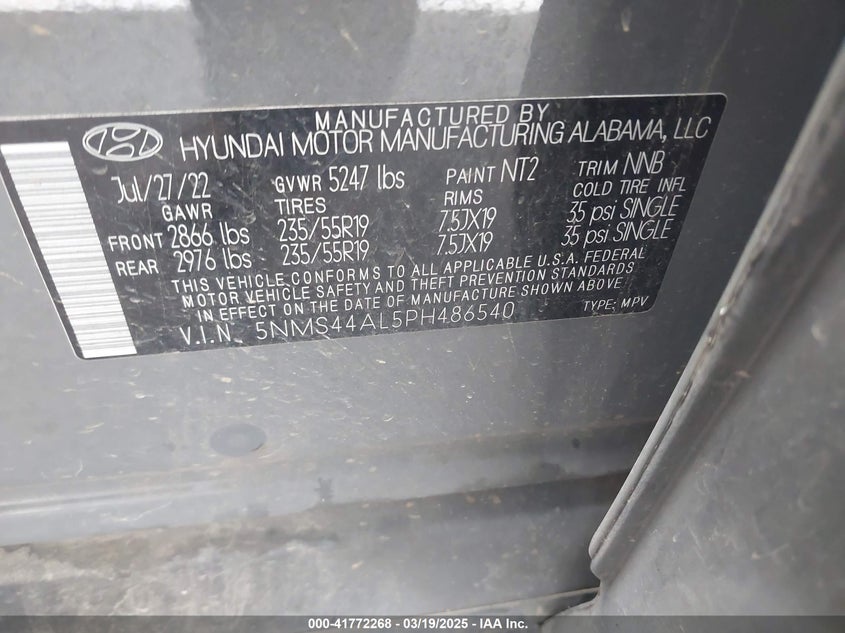 MANUFACTURED BY
HYUNDAI MOTOR MANUFACTURING ALABAMA, LLC
Jul/27/22 GVWR 5247 lbs PAINT NT2 TRIM NNB
GAWR TIRES RIMS COLD TIRE INFL
FRONT 2866 lbs 235/55R19 7.5JX19 35 psi SINGLE
REAR 2976 lbs 235/55R19 7.5JX19 35 psi SINGLE
THIS VEHICLE CONFORMS TO ALL APPLICABLE U.S.A. FEDERAL
MOTOR VEHICLE SAFETY AND THEFT PREVENTION STANDARDS
IN EFFECT ON THE DATE OF MANUFACTURE SHOWN ABOVE
V.I.N. 5NMS44AL5PH486540 TYPE: MPV
000-41772268 - 03/19/2025 - IAA Inc.